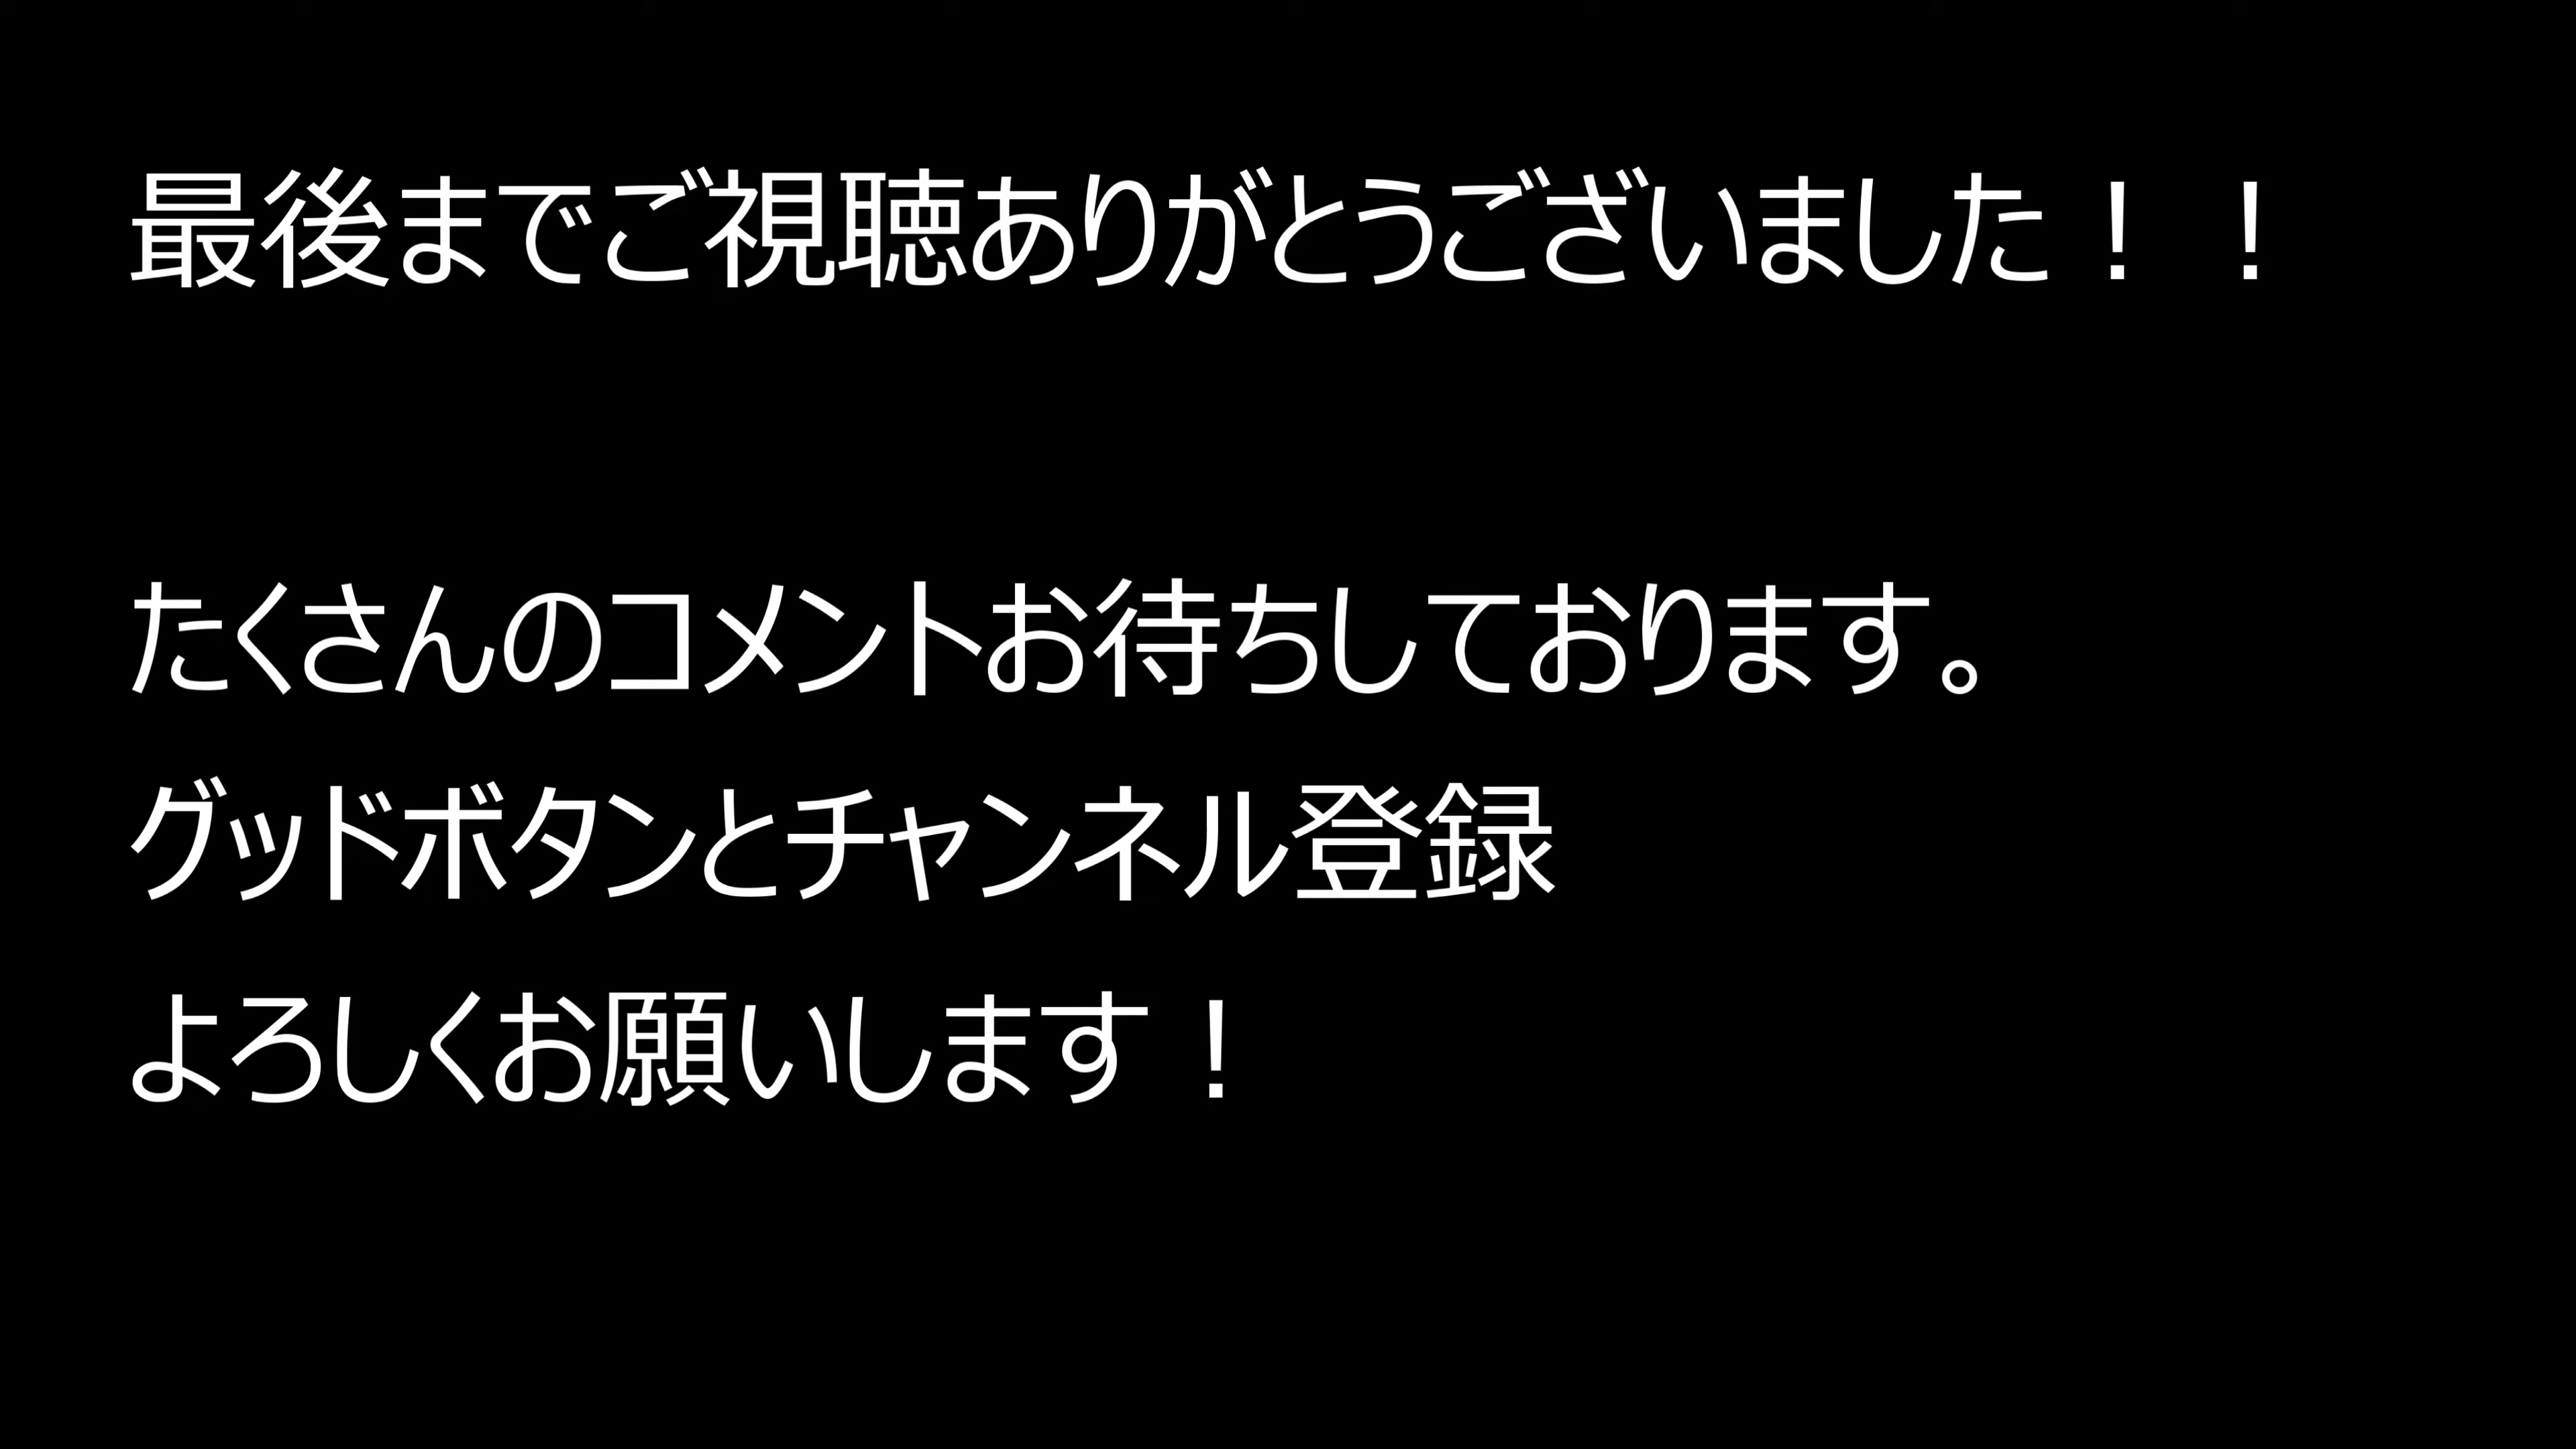 最後までご視聴ありがとうございました！！
たくさんのコメントお待ちしております。
グッドボタンとチャンネル登録
よろしくお願いします！